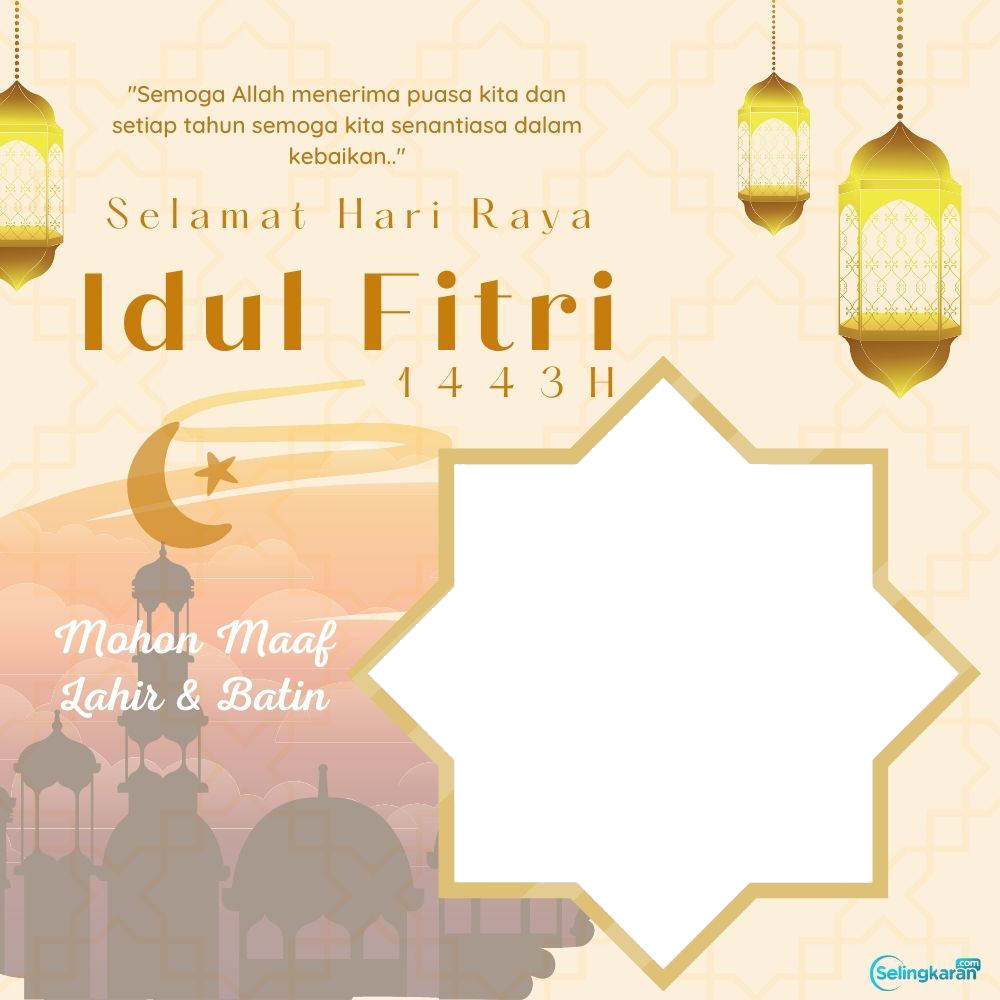 "Semoga Allah menerima puasa kita dan
setiap tahun semoga kita senantiasa dalam
kebaikan.."
Selamat Hari Raya
Idul Fitri
1443H
Mohon Maaf
Lahir & Batin
Selingkaran.com